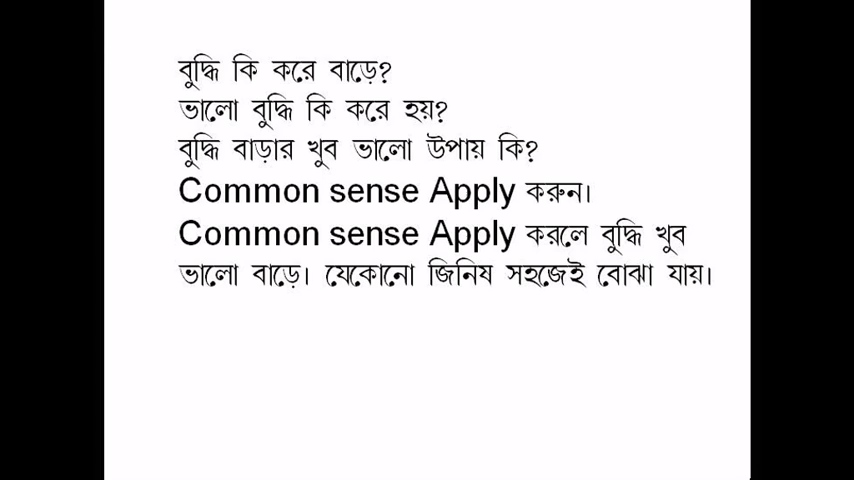 বুদ্ধি কি করে বাড়ে?
ভালো বুদ্ধি কি করে হয়?
বুদ্ধি বাড়ার খুব ভালো উপায় কি?
Common sense Apply করুন।
Common sense Apply করলে বুদ্ধি খুব
ভালো বাড়ে। যেকোনো জিনিষ সহজেই বোঝা যায়।